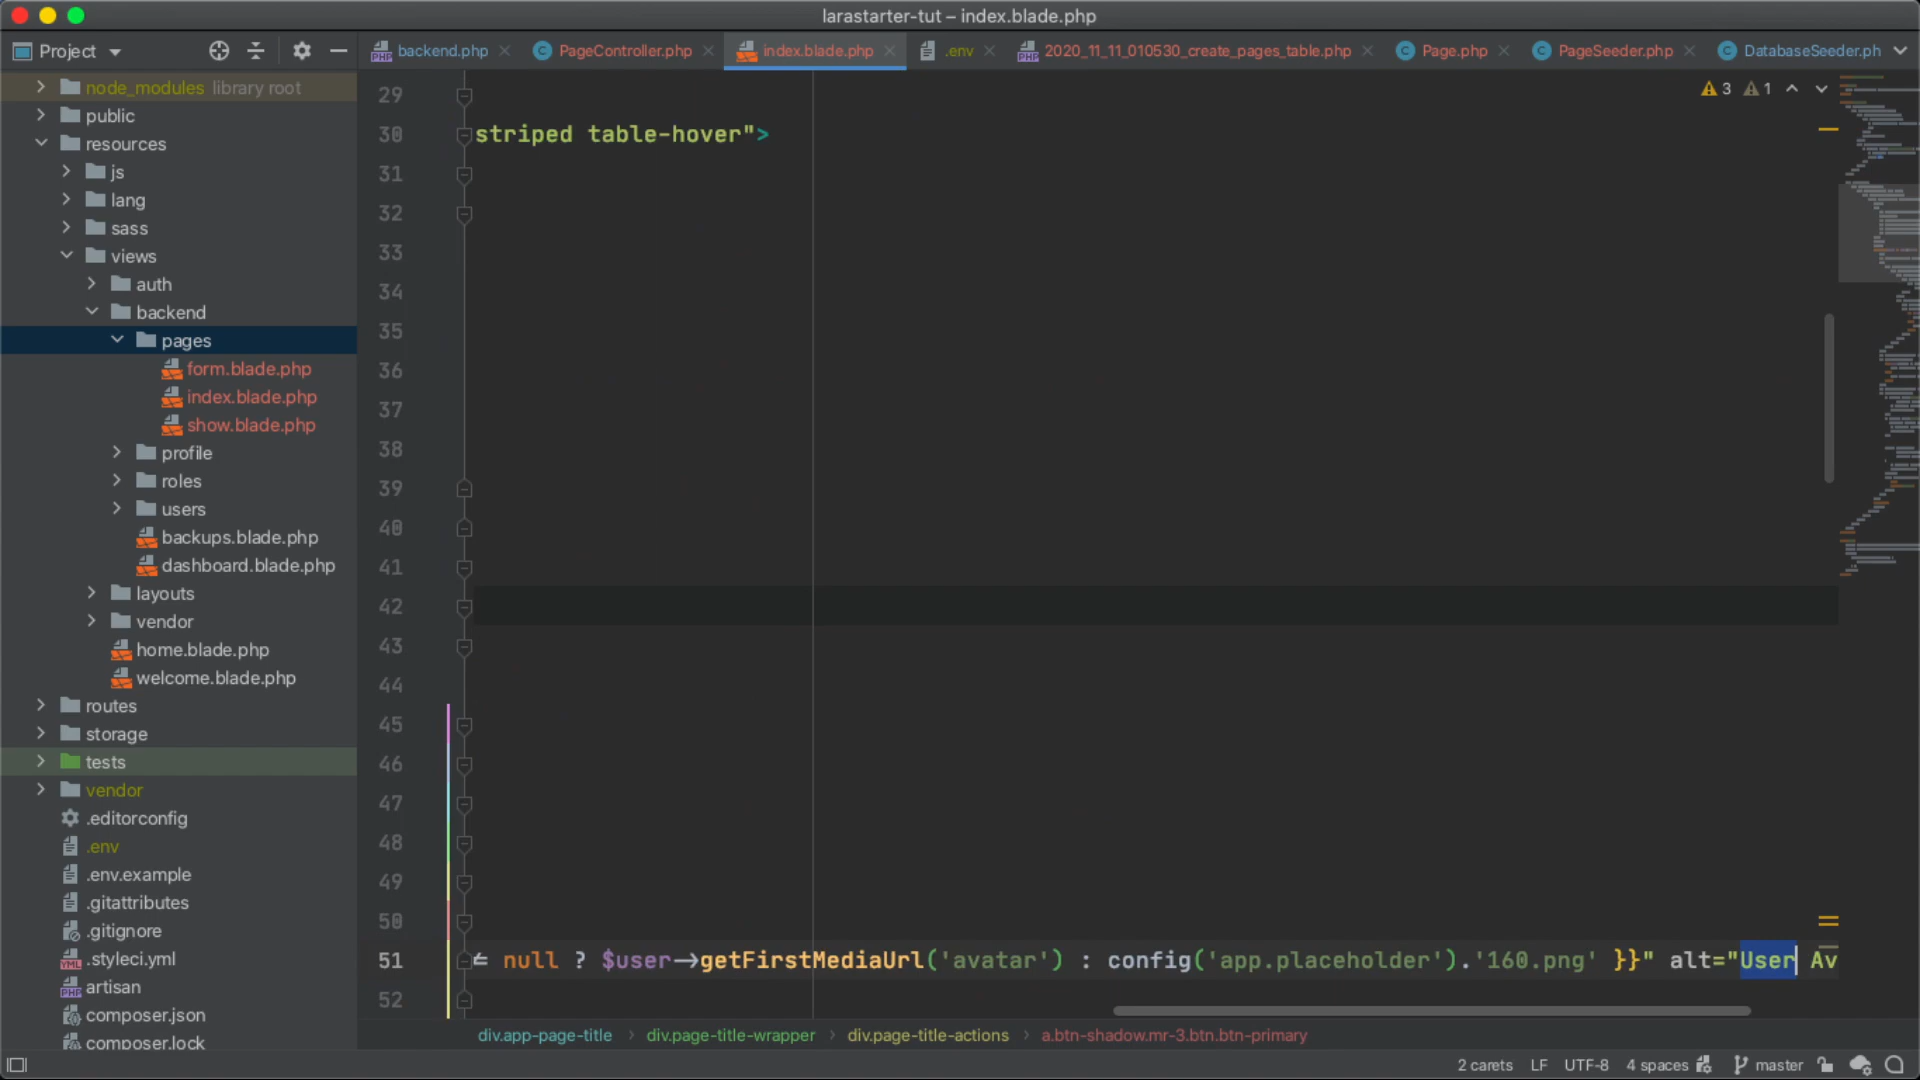 larastarter-tut – index.blade.php
Project
backend.php
PageController.php
index.blade.php
.env
2020_11_11_010530_create_pages_table.php
Page.php
PageSeeder.php
DatabaseSeeder.ph
node_modules library root
public
resources
js
lang
sass
views
auth
backend
pages
form.blade.php
index.blade.php
show.blade.php
profile
roles
users
backups.blade.php
dashboard.blade.php
layouts
vendor
home.blade.php
welcome.blade.php
routes
storage
tests
vendor
.editorconfig
.env
.env.example
.gitattributes
.gitignore
.styleci.yml
artisan
composer.json
composer.lock
3 1
29
30 striped table-hover">
31
32
33
34
35
36
37
38
39
40
41
42
43
44
45
46
47
48
49
50
51 null ? $user->getFirstMediaUrl('avatar') : config('app.placeholder').'160.png' }}" alt="User Av
52
div.app-page-title › div.page-title-wrapper › div.page-title-actions › a.btn-shadow.mr-3.btn.btn-primary
2 carets LF UTF-8 4 spaces master